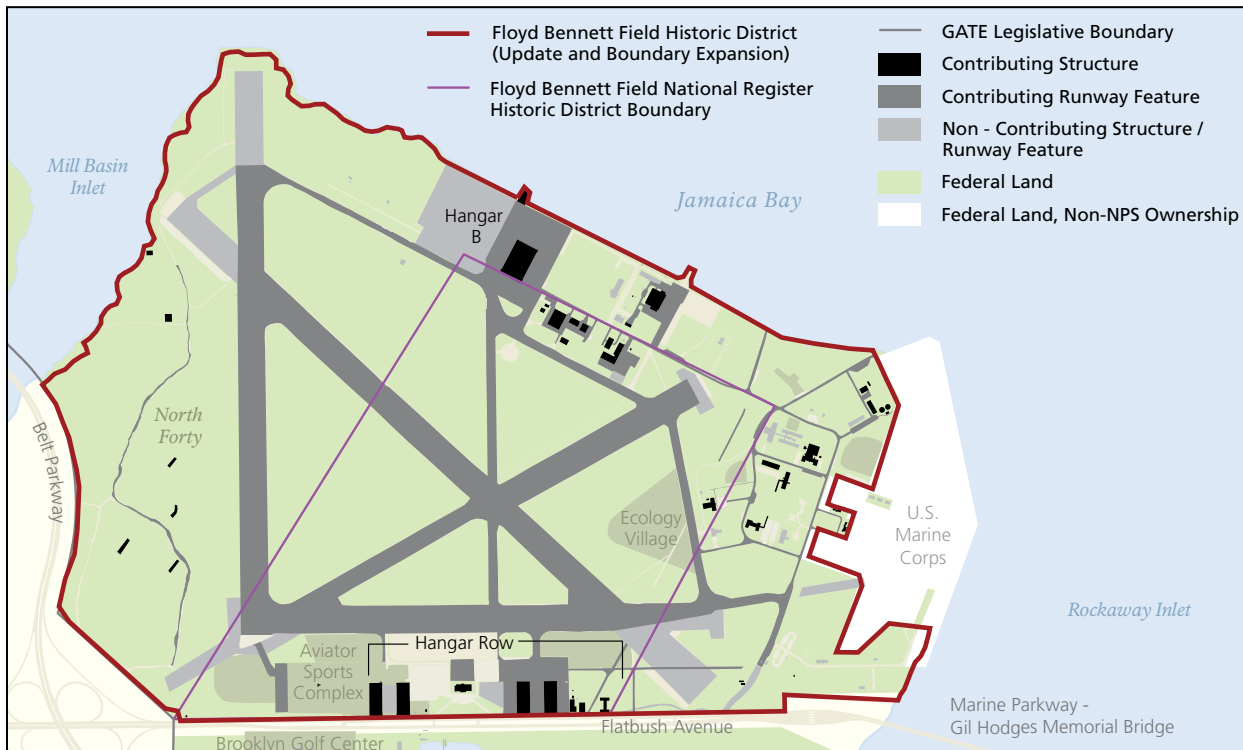 Floyd Bennett Field Historic District
(Update and Boundary Expansion)
Floyd Bennett Field National Register
Historic District Boundary
GATE Legislative Boundary
Contributing Structure
Contributing Runway Feature
Non - Contributing Structure /
Runway Feature
Federal Land
Federal Land, Non-NPS Ownership
Mill Basin
Inlet
Jamaica Bay
Hangar
B
North
Forty
Belt Parkway
Ecology
Village
U.S.
Marine
Corps
Rockaway Inlet
Aviator
Sports
Complex
Hangar Row
Flatbush Avenue
Marine Parkway -
Gil Hodges Memorial Bridge
Brooklyn Golf Center